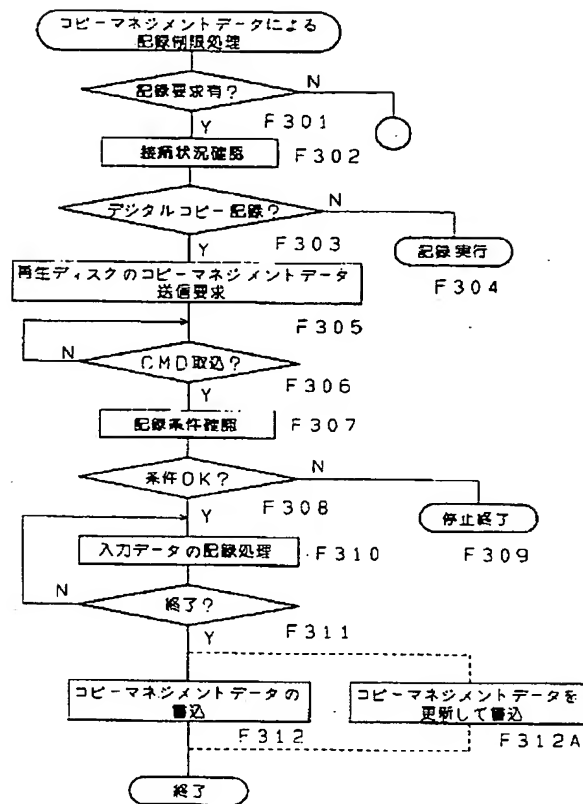 コピーマネジメントデータによる
記録制限処理
記録要求有?
N
Y
F301
接続状況確認
F302
デジタルコピー記録?
N
Y
F303
記録実行
F304
再生ディスクのコピーマネジメントデータ
送信要求
F305
N
CMD取込?
F306
Y
記録条件確認
F307
条件OK?
N
Y
F308
停止終了
F309
入力データの記録処理
F310
N
終了?
Y
F311
コピーマネジメントデータの
書込
F312
コピーマネジメントデータを
更新して書込
F312A
終了